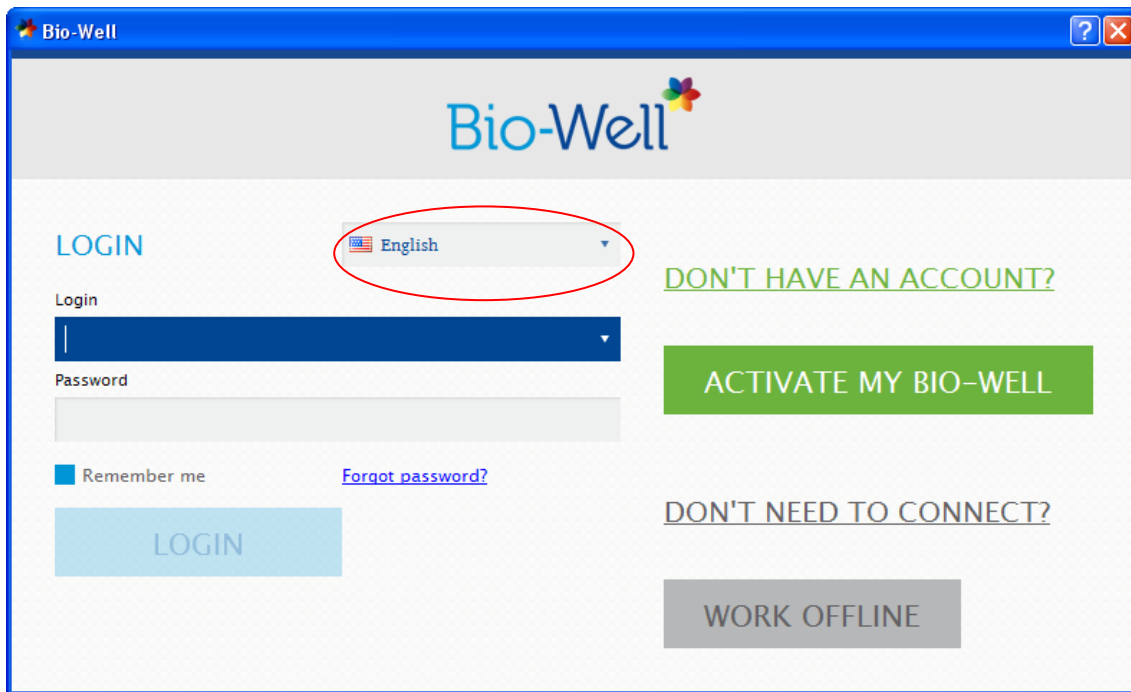 Bio-Well
Bio-Well
LOGIN
English
Login
Password
Remember me
Forgot password?
LOGIN
DON'T HAVE AN ACCOUNT?
ACTIVATE MY BIO-WELL
DON'T NEED TO CONNECT?
WORK OFFLINE